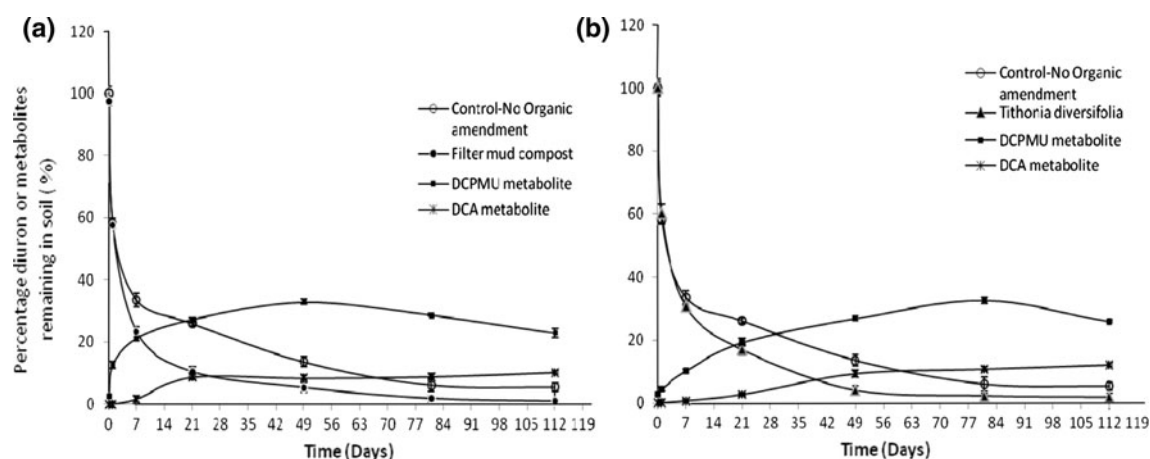 (a)
120
100
80
60
40
20
0
Percentage diuron or metabolites
remaining in soil (%)
Control-No Organic
amendment
Filter mud compost
DCPMU metabolite
DCA metabolite
0 7 14 21 28 35 42 49 56 63 70 77 84 91 98 105 112 119
Time (Days)
(b)
120
100
80
60
40
20
0
Control-No Organic
amendment
Tithonia diversifolia
DCPMU metabolite
DCA metabolite
0 7 14 21 28 35 42 49 56 63 70 77 84 91 98 105 112 119
Time (Days)